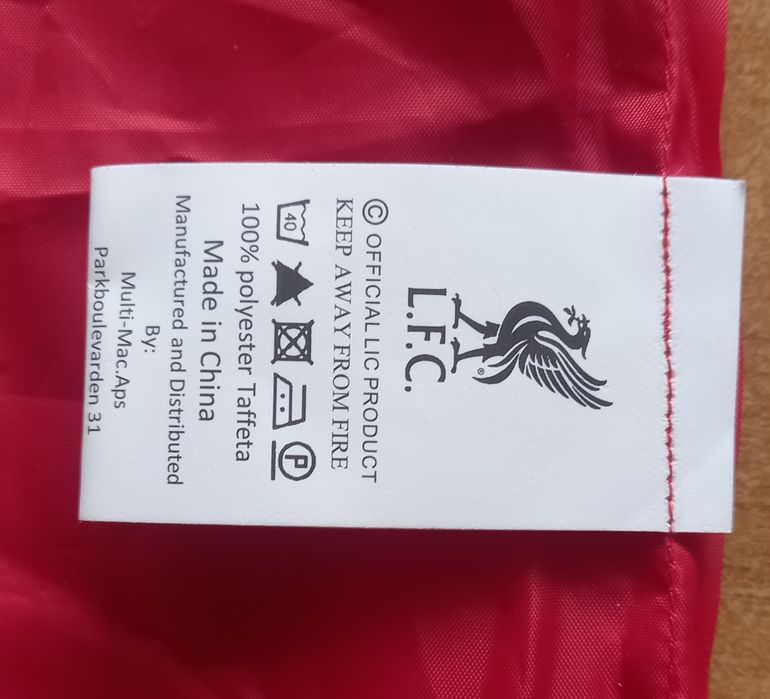 L.F.C.
®
© OFFICIAL LIC PRODUCT
KEEP AWAY FROM FIRE
40
P
100% polyester Taffeta
Made in China
Manufactured and Distributed
By:
Multi-Mac.Aps
Parkboulevarden 31